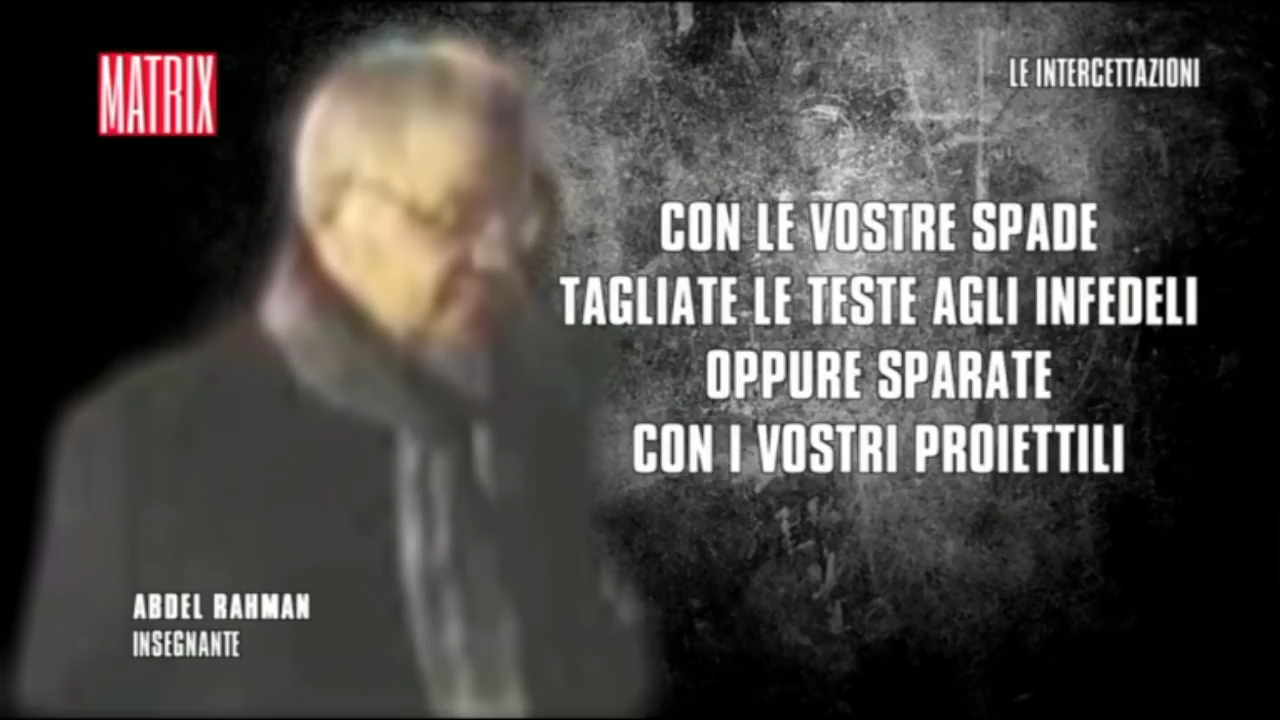 MATRIX
LE INTERCETTAZIONI
CON LE VOSTRE SPADE
TAGLIATE LE TESTE AGLI INFEDELI
OPPURE SPARATE
CON I VOSTRI PROIETTILI
ABDEL RAHMAN
INSEGNANTE